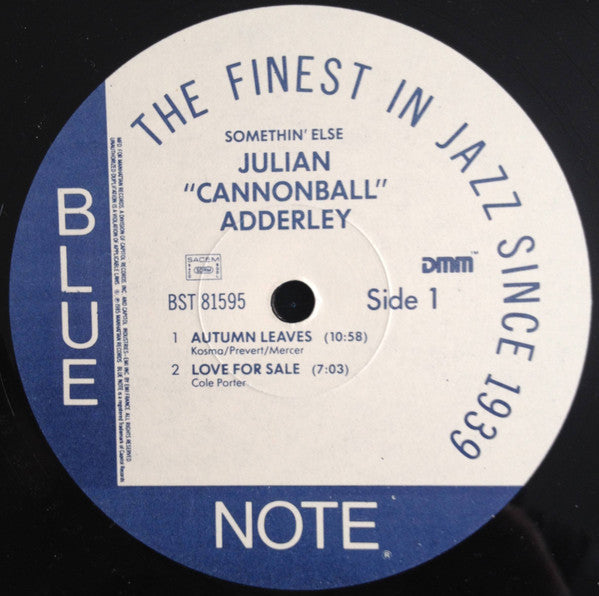 THE FINEST IN JAZZ SINCE 1939
SOMETHIN' ELSE
JULIAN
"CANNONBALL"
ADDERLEY
SACEM
DMM™
BST 81595
Side 1
1 AUTUMN LEAVES (10:58)
Kosma/Prevert/Mercer
2 LOVE FOR SALE (7:03)
Cole Porter
BLUE
NOTE®